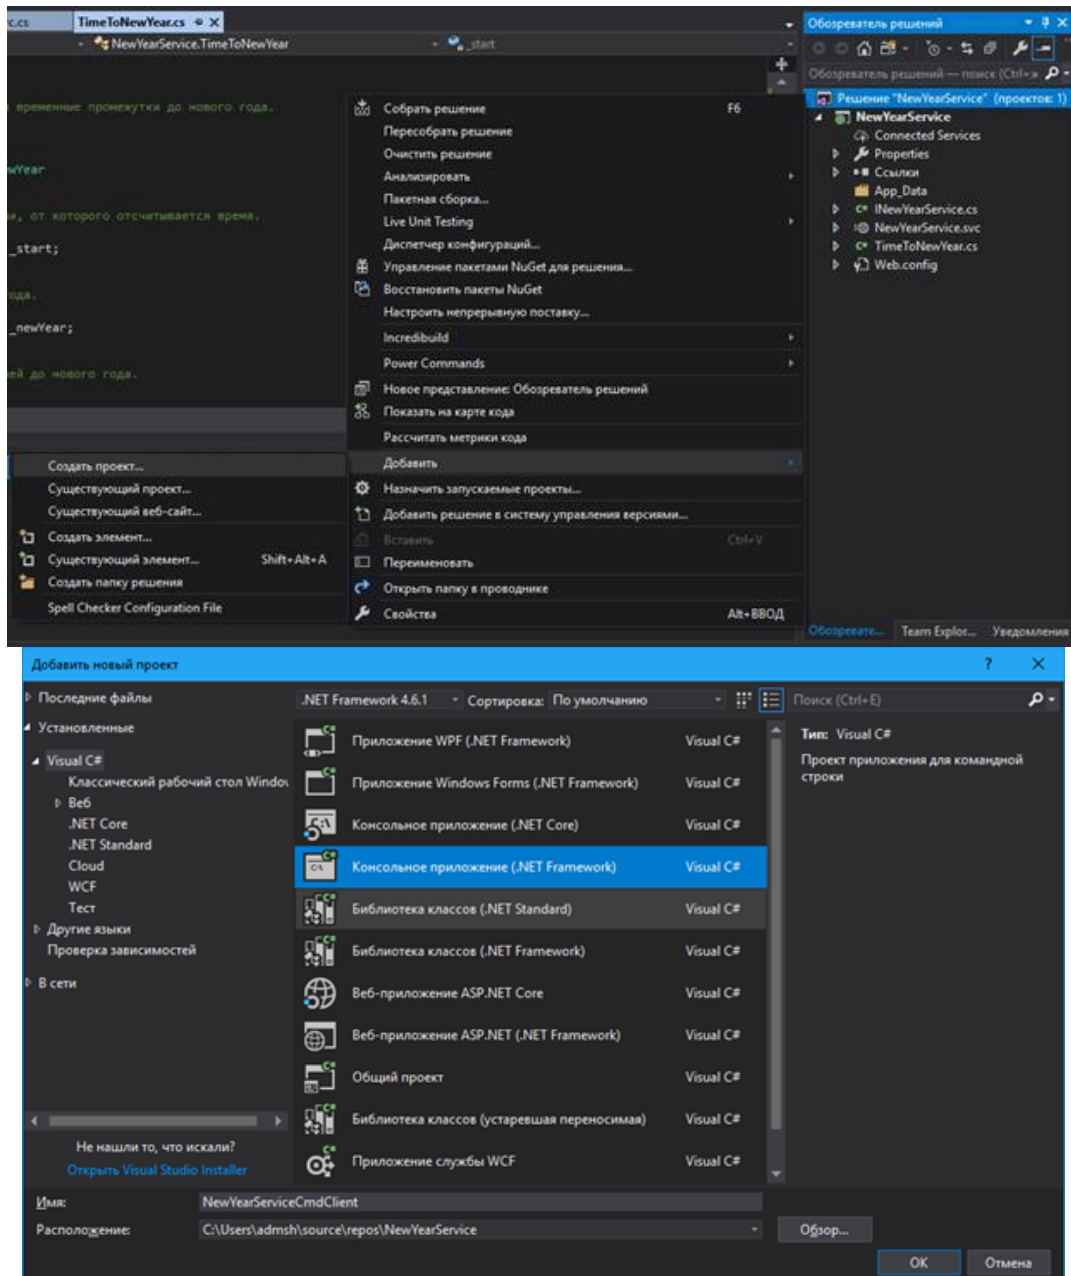 c.cs TimeToNewYear.cs
NewYearService.TimeToNewYear _start
временные промежутки до нового года.
wYear
, от которого отсчитывается время.
_start;
ода.
_newYear;
ей до нового года.
Собрать решение F6
Пересобрать решение
Очистить решение
Анализировать
Пакетная сборка...
Live Unit Testing
Диспетчер конфигураций...
Управление пакетами NuGet для решения...
Восстановить пакеты NuGet
Настроить непрерывную поставку...
Incredibuild
Power Commands
Новое представление: Обозреватель решений
Показать на карте кода
Рассчитать метрики кода
Добавить
Назначить запускаемые проекты...
Добавить решение в систему управления версиями...
Вставить Ctrl+V
Переименовать
Открыть папку в проводнике
Свойства Alt+ВВОД
Создать проект...
Существующий проект...
Существующий веб-сайт...
Создать элемент...
Существующий элемент... Shift+Alt+A
Создать папку решения
Spell Checker Configuration File
Обозреватель решений
Обозреватель решений — поиск (Ctrl+ж
Решение "NewYearService" (проектов: 1)
NewYearService
Connected Services
Properties
Ссылки
App_Data
INewYearService.cs
NewYearService.svc
TimeToNewYear.cs
Web.config
Обозревате... Team Explor... Уведомления
Добавить новый проект ?
Последние файлы
Установленные
Visual C#
Классический рабочий стол Window
Веб
.NET Core
.NET Standard
Cloud
WCF
Тест
Другие языки
Проверка зависимостей
В сети
Не нашли то, что искали?
Открыть Visual Studio Installer
.NET Framework 4.6.1 Сортировка: По умолчанию
Приложение WPF (.NET Framework) Visual C#
Приложение Windows Forms (.NET Framework) Visual C#
Консольное приложение (.NET Core) Visual C#
Консольное приложение (.NET Framework) Visual C#
Библиотека классов (.NET Standard) Visual C#
Библиотека классов (.NET Framework) Visual C#
Веб-приложение ASP.NET Core Visual C#
Веб-приложение ASP.NET (.NET Framework) Visual C#
Общий проект Visual C#
Библиотека классов (устаревшая переносимая) Visual C#
Приложение службы WCF Visual C#
Поиск (Ctrl+E)
Тип: Visual C#
Проект приложения для командной
строки
Имя: NewYearServiceCmdClient
Расположение: C:\Users\admsh\source\repos\NewYearService Обзор...
OK Отмена